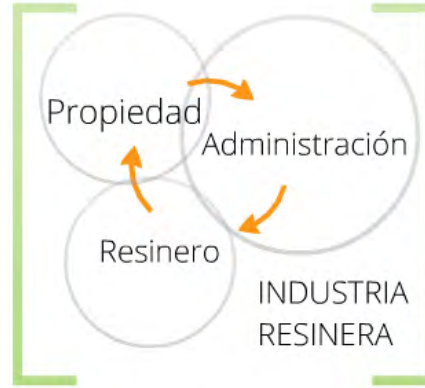 Propiedad
Administración
Resinero
INDUSTRIA
RESINERA